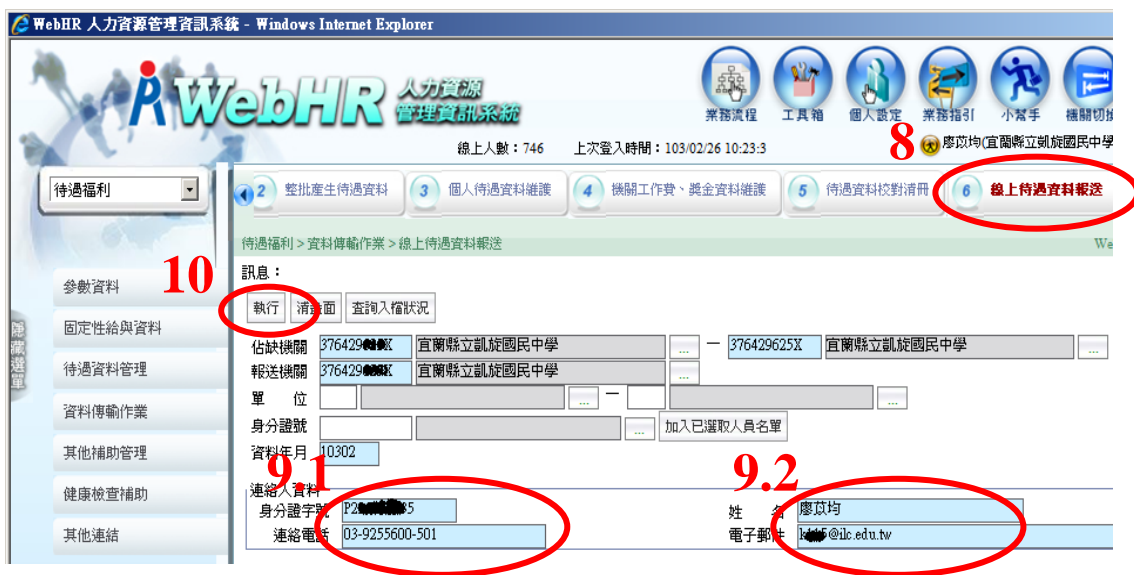 WebHR 人力資源管理資訊系統 - Windows Internet Explorer
WebHR 人力資源
管理資訊系統
業務流程 工具箱 個人設定 業務指引 小幫手 機關切換
線上人數：746 上次登入時間：103/02/26 10:23:3 8 廖苡均(宜蘭縣立凱旋國民中學
待遇福利 2 整批產生待遇資料 3 個人待遇資料維護 4 機關工作費、獎金資料維護 5 待遇資料校對清冊 6 線上待遇資料報送
待遇福利 > 資料傳輸作業 > 線上待遇資料報送 We
隱藏選單
參數資料
固定性給與資料
待遇資料管理
資料傳輸作業
其他補助管理
健康檢查補助
其他連結
訊息：
10
執行 清畫面 查詢入檔狀況
佔缺機關 376429 X 宜蘭縣立凱旋國民中學 ... － 376429625X 宜蘭縣立凱旋國民中學 ...
報送機關 376429 X 宜蘭縣立凱旋國民中學 ...
單 位 ... － ...
身分證號 ... 加入已選取人員名單
資料年月 10302
9.1 9.2
連絡人資料
身分證字號 P2 5 姓 名 廖苡均
連絡電話 03-9255600-501 電子郵件 k 5@ilc.edu.tw